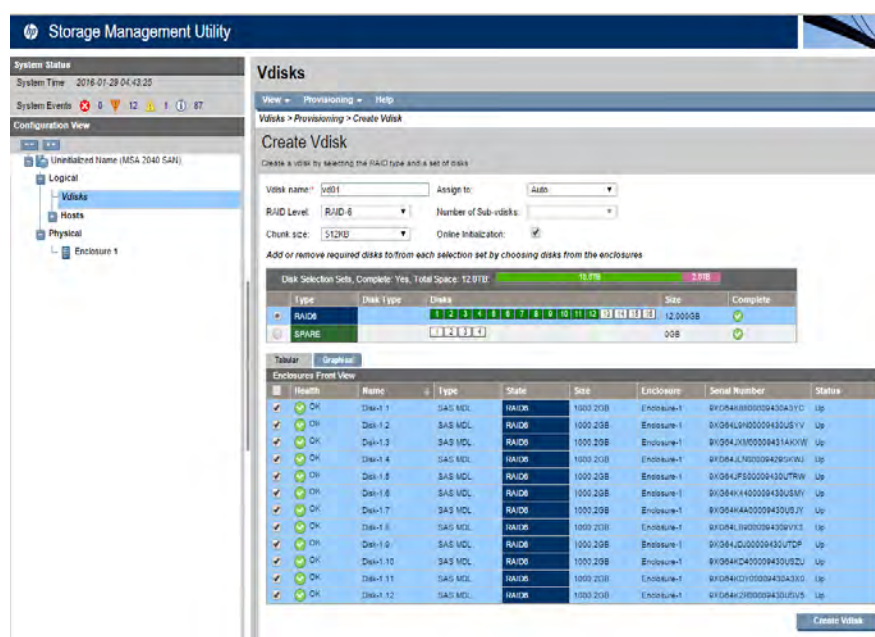 hp Storage Management Utility
System Status
System Time 2016-01-29 04:43:25
System Events 0 12 1 87
Configuration View
Uninitialized Name (MSA 2040 SAN)
Logical
Vdisks
Hosts
Physical
Enclosure 1
Vdisks
View Provisioning Help
Vdisks > Provisioning > Create Vdisk
Create Vdisk
Create a vdisk by selecting the RAID type and a set of disks
Vdisk name:* vd01 Assign to: Auto
RAID Level: RAID-6 Number of Sub-vdisks:
Chunk size: 512KB Online Initialization:
Add or remove required disks to/from each selection set by choosing disks from the enclosures
Disk Selection Sets, Complete: Yes, Total Space: 12.0TB: 10.0TB 2.0TB
Type Disk Type Disks Size Complete
RAID6 1 2 3 4 5 6 7 8 9 10 11 12 13 14 15 16 12.000GB
SPARE 1 2 3 4 0GB
Tabular Graphical
Enclosures Front View
Health Name Type State Size Enclosure Serial Number Status
OK Disk-1.1 SAS MDL RAID6 1000.2GB Enclosure-1 Up
OK Disk-1.2 SAS MDL RAID6 1000.2GB Enclosure-1 Up
OK Disk-1.3 SAS MDL RAID6 1000.2GB Enclosure-1 Up
OK Disk-1.4 SAS MDL RAID6 1000.2GB Enclosure-1 Up
OK Disk-1.5 SAS MDL RAID6 1000.2GB Enclosure-1 Up
OK Disk-1.6 SAS MDL RAID6 1000.2GB Enclosure-1 Up
OK Disk-1.7 SAS MDL RAID6 1000.2GB Enclosure-1 Up
OK Disk-1.8 SAS MDL RAID6 1000.2GB Enclosure-1 Up
OK Disk-1.9 SAS MDL RAID6 1000.2GB Enclosure-1 Up
OK Disk-1.10 SAS MDL RAID6 1000.2GB Enclosure-1 Up
OK Disk-1.11 SAS MDL RAID6 1000.2GB Enclosure-1 Up
OK Disk-1.12 SAS MDL RAID6 1000.2GB Enclosure-1 Up
Create Vdisk